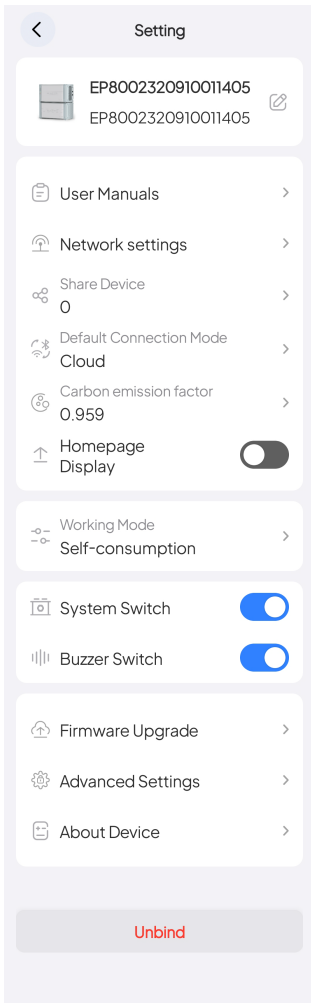 Setting
EP8002320910011405
EP8002320910011405
User Manuals
Network settings
Share Device
0
Default Connection Mode
Cloud
Carbon emission factor
0.959
Homepage
Display
Working Mode
Self-consumption
System Switch
Buzzer Switch
Firmware Upgrade
Advanced Settings
About Device
Unbind